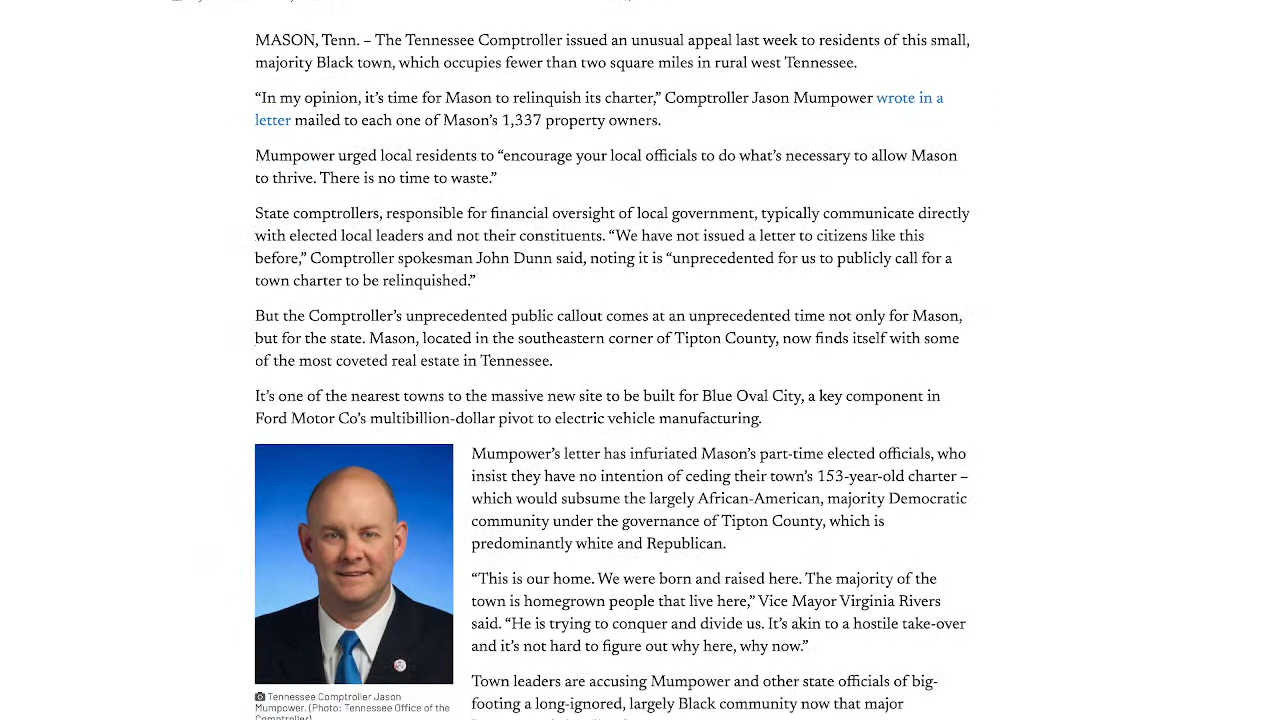 MASON, Tenn. – The Tennessee Comptroller issued an unusual appeal last week to residents of this small,
majority Black town, which occupies fewer than two square miles in rural west Tennessee.
“In my opinion, it’s time for Mason to relinquish its charter,” Comptroller Jason Mumpower wrote in a
letter mailed to each one of Mason’s 1,337 property owners.
Mumpower urged local residents to “encourage your local officials to do what’s necessary to allow Mason
to thrive. There is no time to waste.”
State comptrollers, responsible for financial oversight of local government, typically communicate directly
with elected local leaders and not their constituents. “We have not issued a letter to citizens like this
before,” Comptroller spokesman John Dunn said, noting it is “unprecedented for us to publicly call for a
town charter to be relinquished.”
But the Comptroller’s unprecedented public callout comes at an unprecedented time not only for Mason,
but for the state. Mason, located in the southeastern corner of Tipton County, now finds itself with some
of the most coveted real estate in Tennessee.
It’s one of the nearest towns to the massive new site to be built for Blue Oval City, a key component in
Ford Motor Co’s multibillion-dollar pivot to electric vehicle manufacturing.
Mumpower’s letter has infuriated Mason’s part-time elected officials, who
insist they have no intention of ceding their town’s 153-year-old charter –
which would subsume the largely African-American, majority Democratic
community under the governance of Tipton County, which is
predominantly white and Republican.
“This is our home. We were born and raised here. The majority of the
town is homegrown people that live here,” Vice Mayor Virginia Rivers
said. “He is trying to conquer and divide us. It’s akin to a hostile take-over
and it’s not hard to figure out why here, why now.”
Town leaders are accusing Mumpower and other state officials of big-
footing a long-ignored, largely Black community now that major
Tennessee Comptroller Jason
Mumpower. (Photo: Tennessee Office of the
Comptroller)